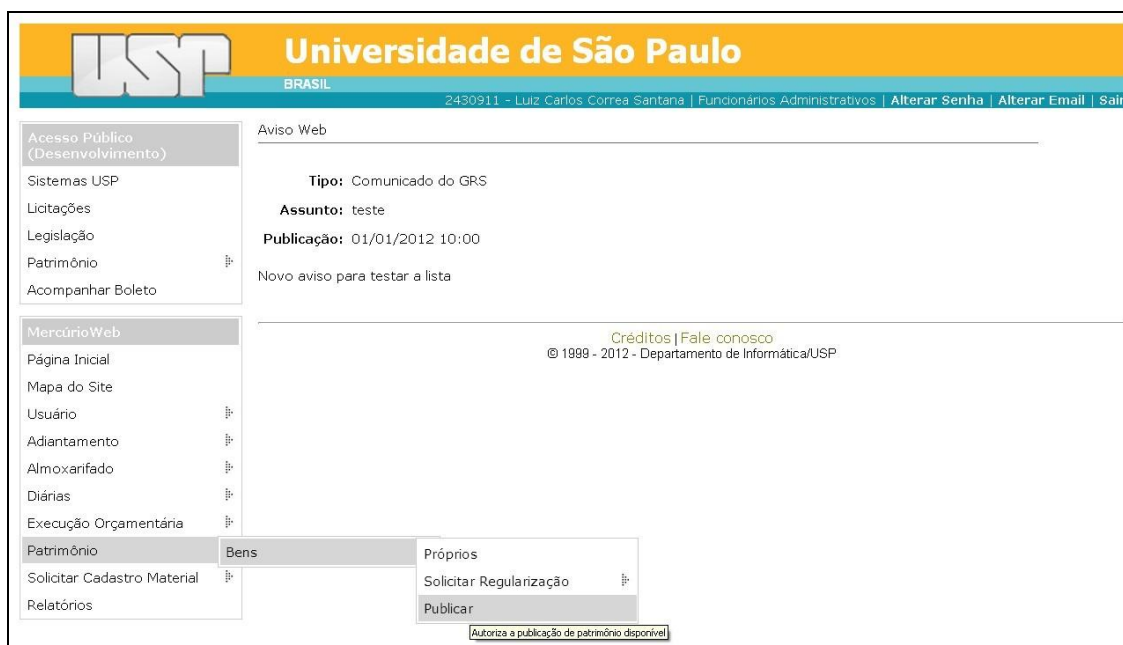 USP
Universidade de São Paulo
BRASIL
2430911 - Luiz Carlos Correa Santana | Funcionários Administrativos | Alterar Senha | Alterar Email | Sair
Acesso Público
(Desenvolvimento)
Sistemas USP
Licitações
Legislação
Patrimônio
Acompanhar Boleto
Aviso Web
Tipo: Comunicado do GRS
Assunto: teste
Publicação: 01/01/2012 10:00
Novo aviso para testar a lista
Créditos | Fale conosco
© 1999 - 2012 - Departamento de Informática/USP
MercúrioWeb
Página Inicial
Mapa do Site
Usuário
Adiantamento
Almoxarifado
Diárias
Execução Orçamentária
Patrimônio
Solicitar Cadastro Material
Relatórios
Bens
Próprios
Solicitar Regularização
Publicar
Autoriza a publicação de patrimônio disponível